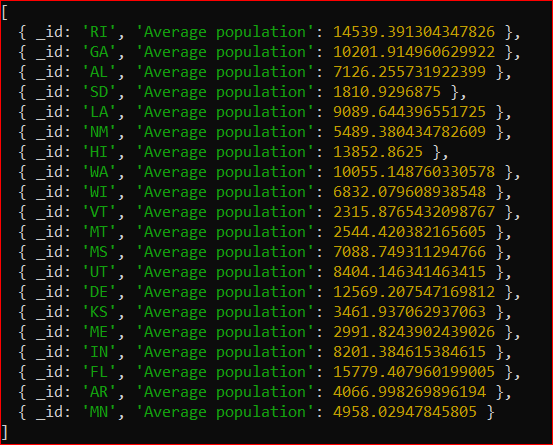 [
  { _id: 'RI', 'Average population': 14539.391304347826 },
  { _id: 'GA', 'Average population': 10201.914960629922 },
  { _id: 'AL', 'Average population': 7126.255731922399 },
  { _id: 'SD', 'Average population': 1810.9296875 },
  { _id: 'LA', 'Average population': 9089.644396551725 },
  { _id: 'NM', 'Average population': 5489.380434782609 },
  { _id: 'HI', 'Average population': 13852.8625 },
  { _id: 'WA', 'Average population': 10055.148760330578 },
  { _id: 'WI', 'Average population': 6832.079608938548 },
  { _id: 'VT', 'Average population': 2315.8765432098767 },
  { _id: 'MT', 'Average population': 2544.420382165605 },
  { _id: 'MS', 'Average population': 7088.749311294766 },
  { _id: 'UT', 'Average population': 8404.146341463415 },
  { _id: 'DE', 'Average population': 12569.207547169812 },
  { _id: 'KS', 'Average population': 3461.937062937063 },
  { _id: 'ME', 'Average population': 2991.8243902439026 },
  { _id: 'IN', 'Average population': 8201.384615384615 },
  { _id: 'FL', 'Average population': 15779.407960199005 },
  { _id: 'AR', 'Average population': 4066.998269896194 },
  { _id: 'MN', 'Average population': 4958.02947845805 }
]